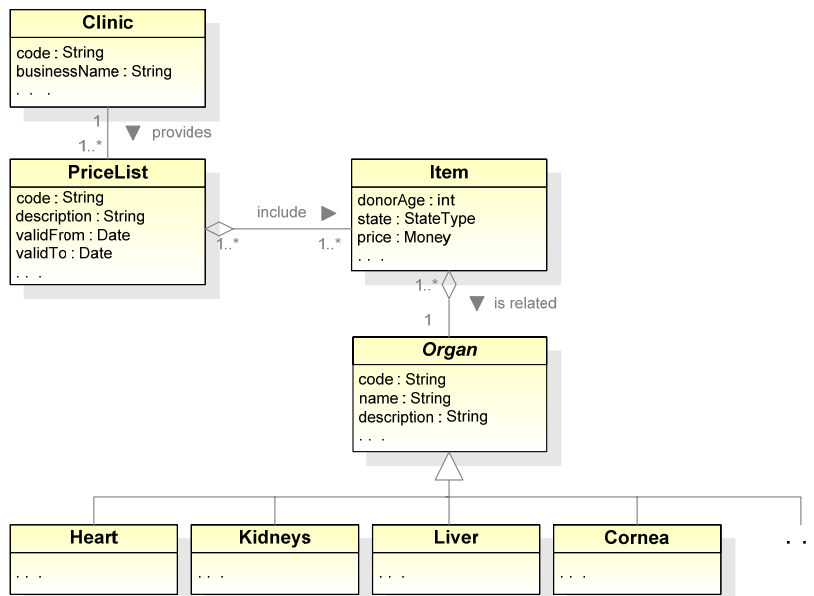 Clinic
code : String
businessName : String
. . .
1
▼ provides
1..*
PriceList
code : String
description : String
validFrom : Date
validTo : Date
. . .
include ▶
1..*
1..*
Item
donorAge : int
state : StateType
price : Money
. . .
1..*
▼ is related
1
Organ
code : String
name : String
description : String
. . .
Heart
. . .
Kidneys
. . .
Liver
. . .
Cornea
. . .
. .